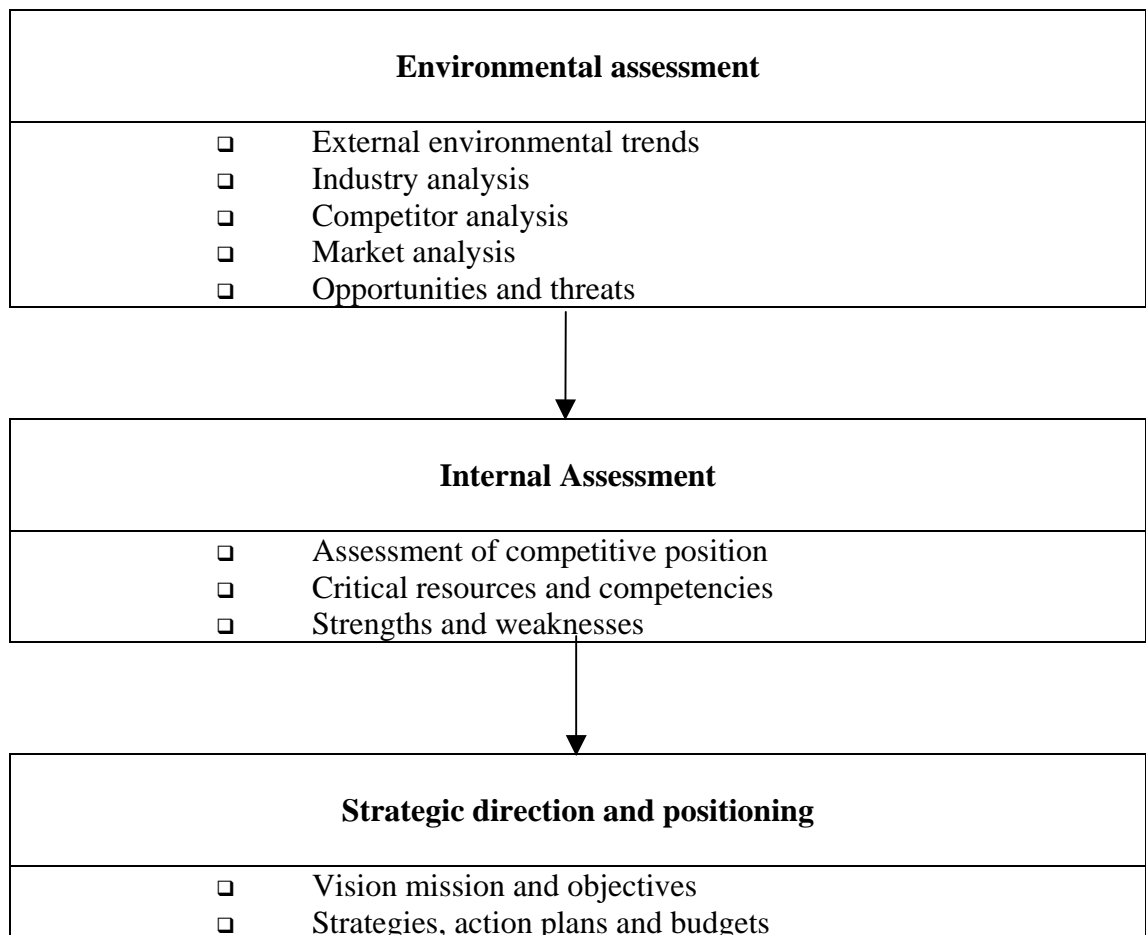 Environmental assessment
❑ External environmental trends
❑ Industry analysis
❑ Competitor analysis
❑ Market analysis
❑ Opportunities and threats
Internal Assessment
❑ Assessment of competitive position
❑ Critical resources and competencies
❑ Strengths and weaknesses
Strategic direction and positioning
❑ Vision mission and objectives
❑ Strategies, action plans and budgets